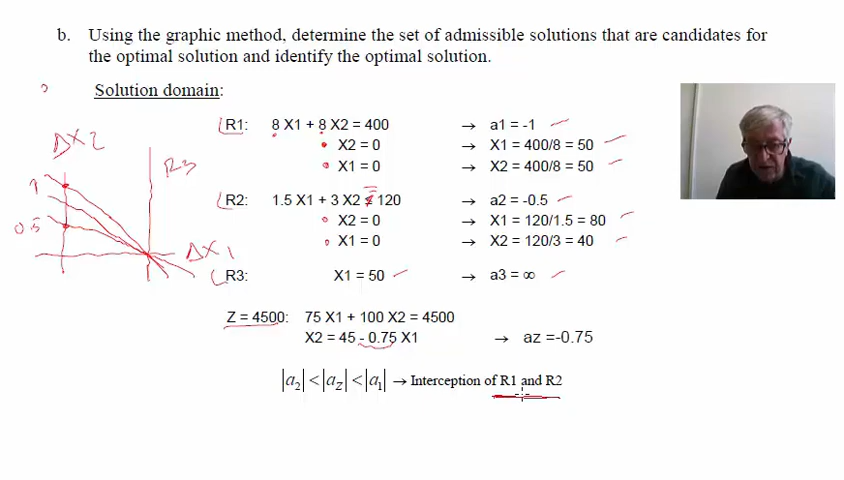 b. Using the graphic method, determine the set of admissible solutions that are candidates for
the optimal solution and identify the optimal solution.
Solution domain:
R1: 8 X1 + 8 X2 = 400 → a1 = -1
X2 = 0 → X1 = 400/8 = 50
X1 = 0 → X2 = 400/8 = 50
R2: 1.5 X1 + 3 X2 = 120 → a2 = -0.5
X2 = 0 → X1 = 120/1.5 = 80
X1 = 0 → X2 = 120/3 = 40
R3: X1 = 50 → a3 = ∞
Z = 4500: 75 X1 + 100 X2 = 4500
X2 = 45 - 0.75 X1 → az =-0.75
|a2| < |aZ| < |a1| → Interception of R1 and R2
ΔX2
R3
1
0.5
ΔX1